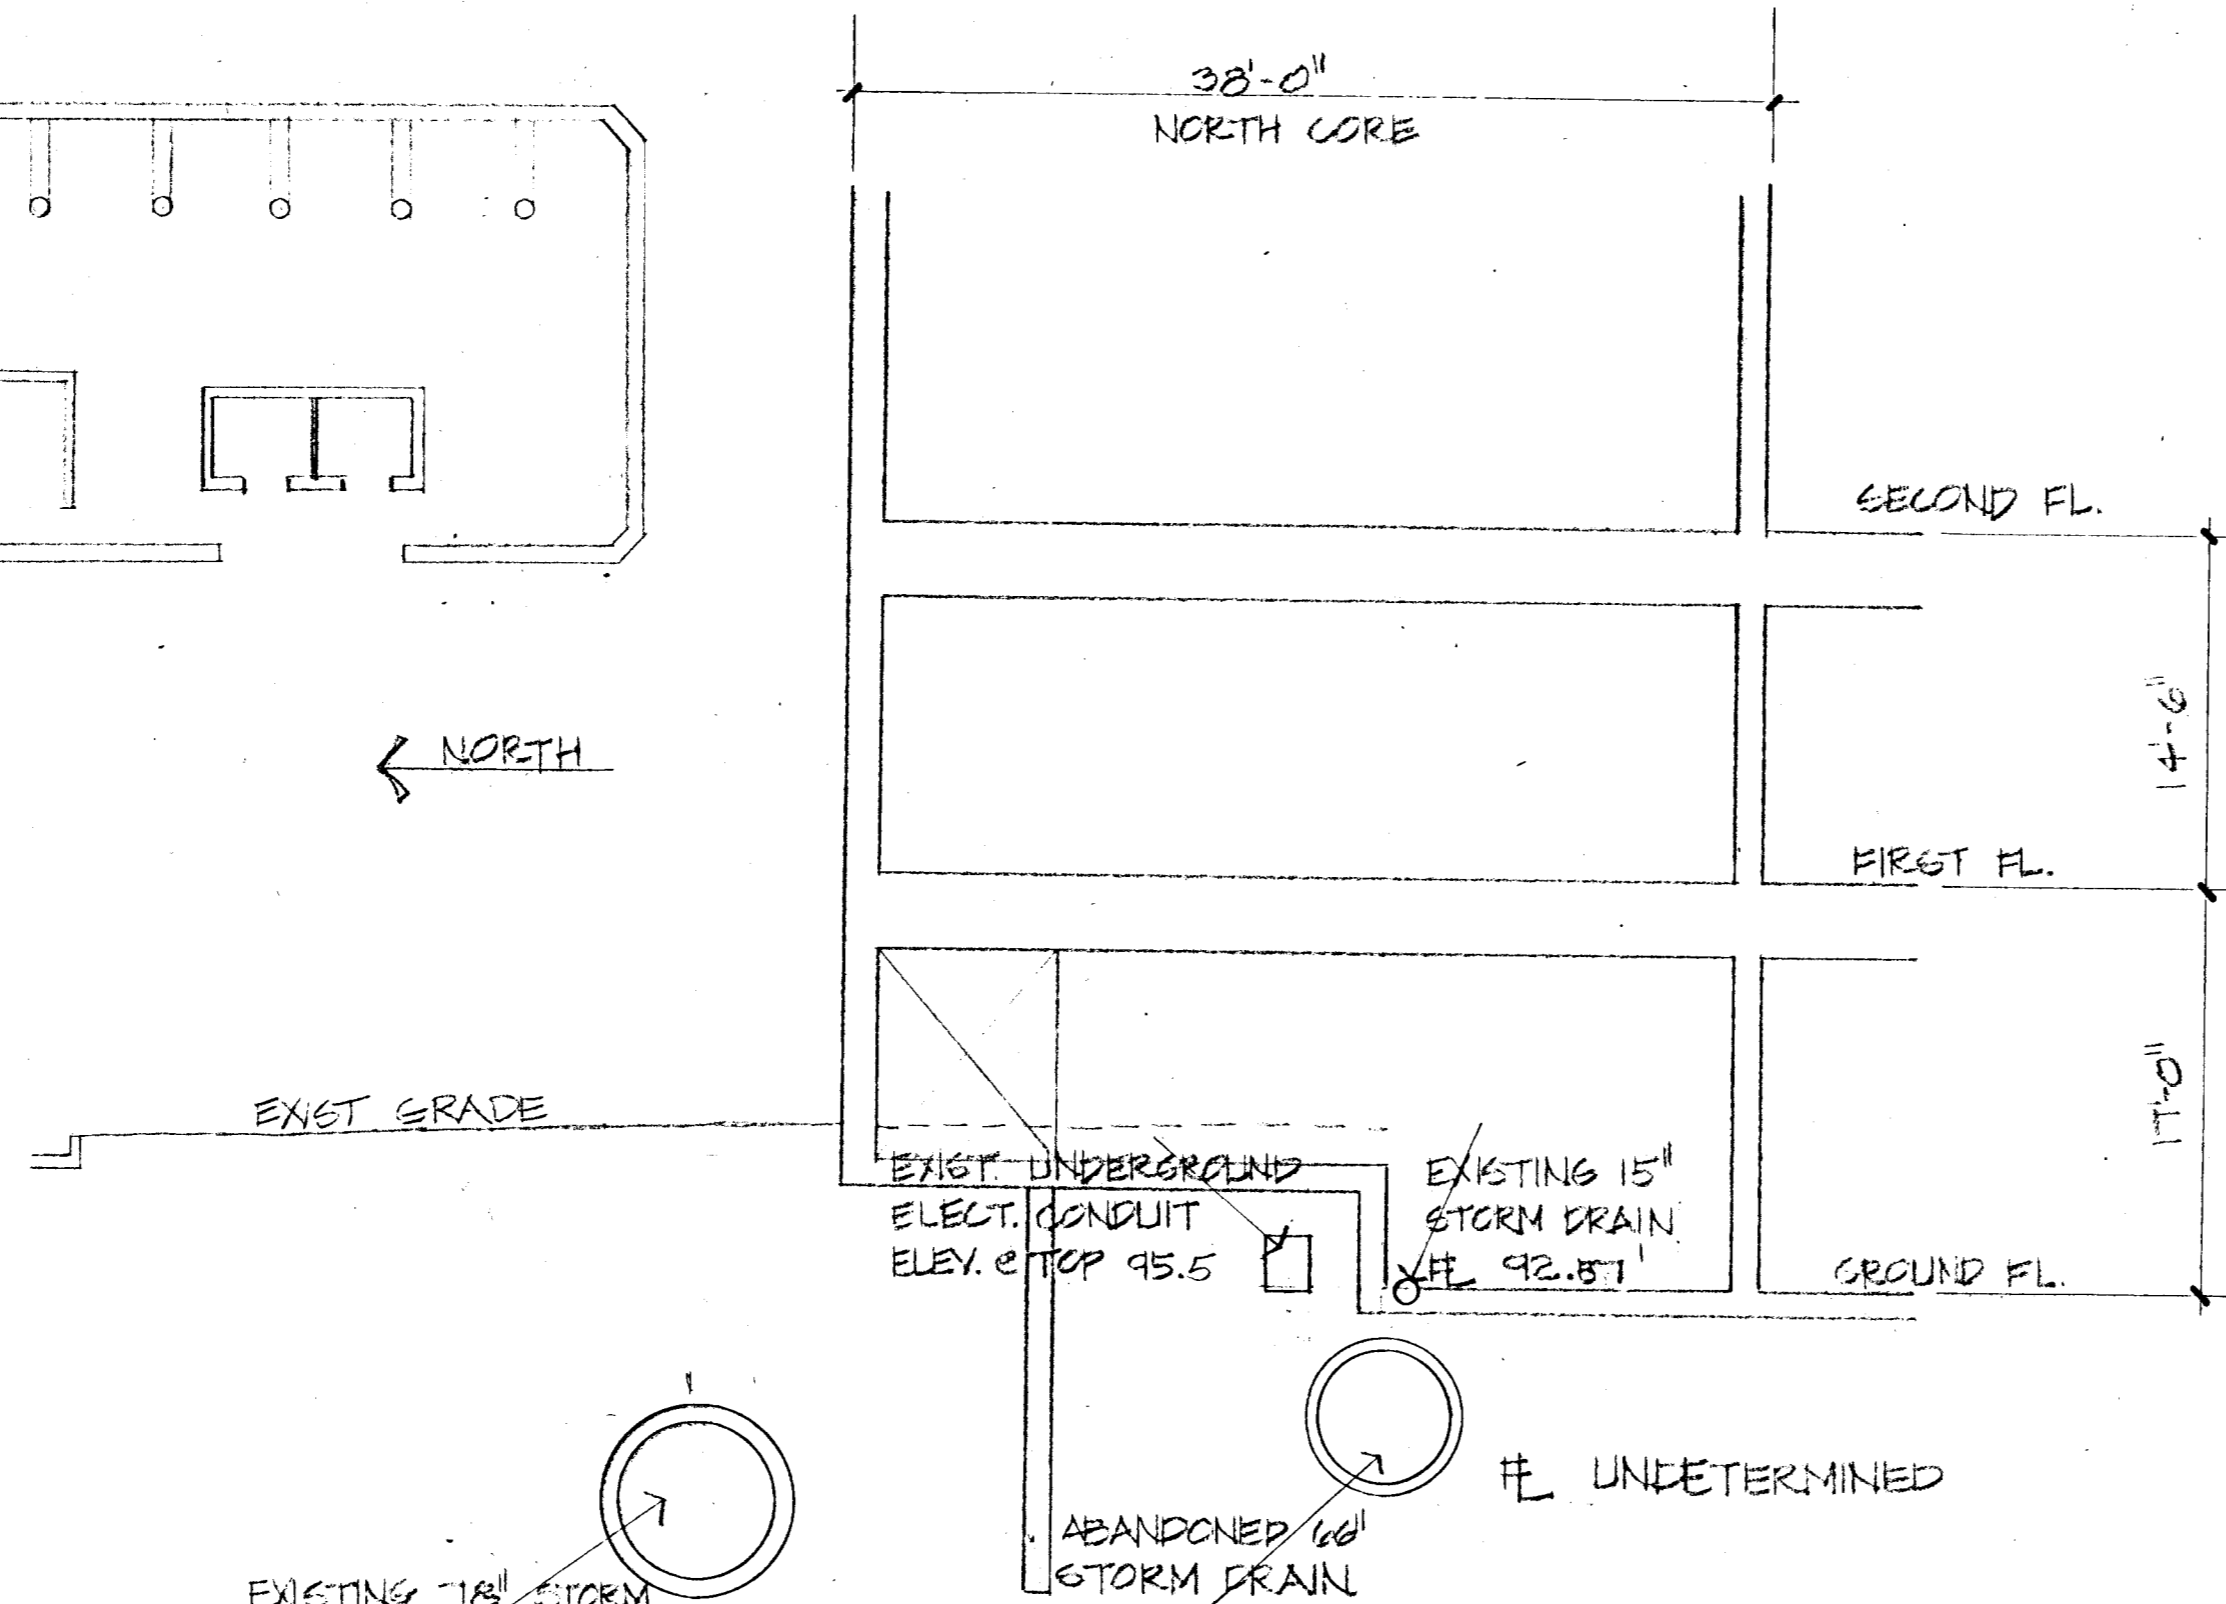 38'-0"
NORTH CORE
SECOND FL.
14'-6"
NORTH
FIRST FL.
17'-0"
EXIST GRADE
EXIST. UNDERGROUND
ELECT. CONDUIT
ELEV. @ TOP 95.5
EXISTING 15"
STORM DRAIN
FL 92.87'
GROUND FL.
FL UNDETERMINED
ABANDONED 66"
STORM DRAIN
EXISTING 78" STORM